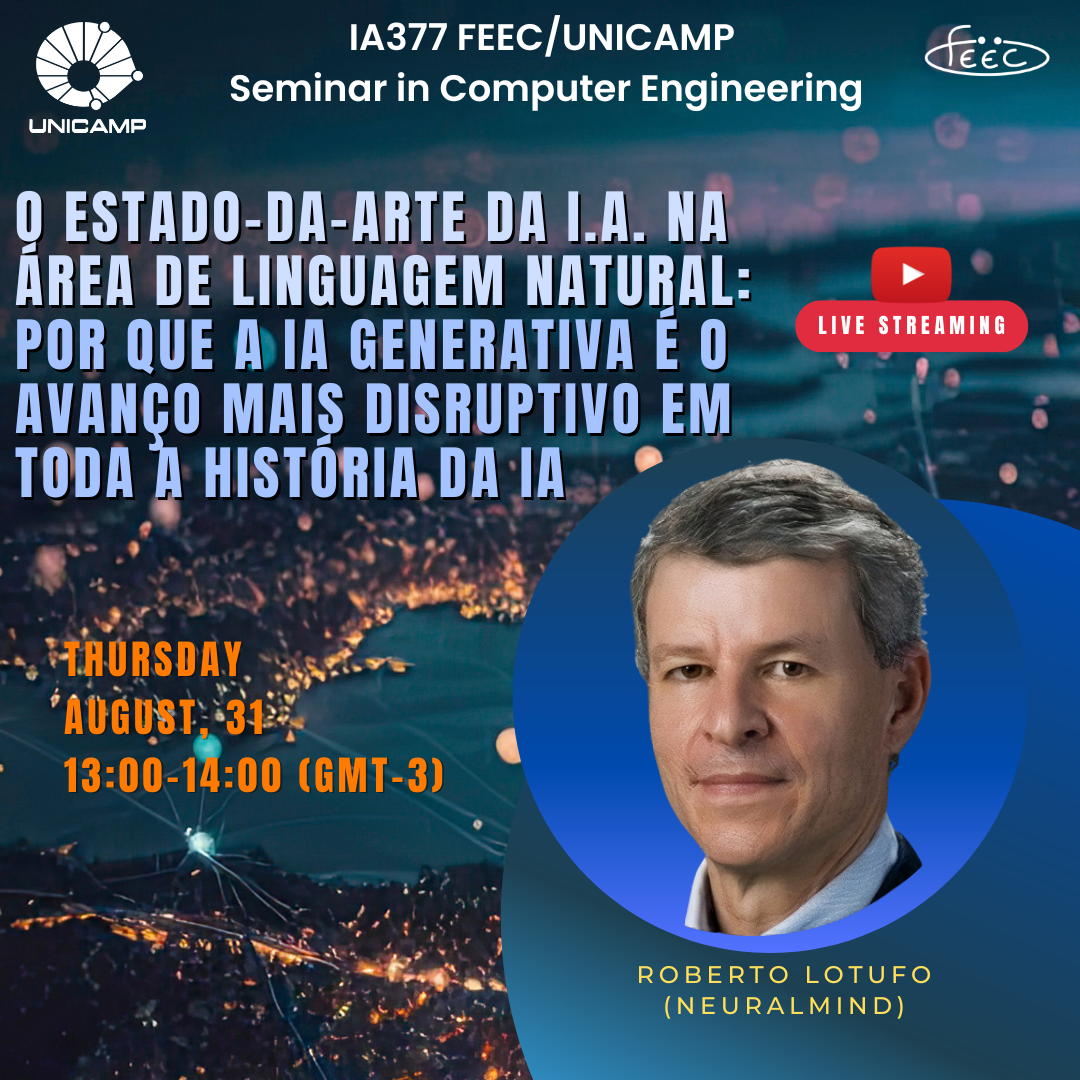 IA377 FEEC/UNICAMP
Seminar in Computer Engineering
UNICAMP
FEEC
O ESTADO-DA-ARTE DA I.A. NA
ÁREA DE LINGUAGEM NATURAL:
POR QUE A IA GENERATIVA É O
AVANÇO MAIS DISRUPTIVO EM
TODA A HISTÓRIA DA IA
LIVE STREAMING
THURSDAY
AUGUST, 31
13:00-14:00 (GMT-3)
ROBERTO LOTUFO
(NEURALMIND)